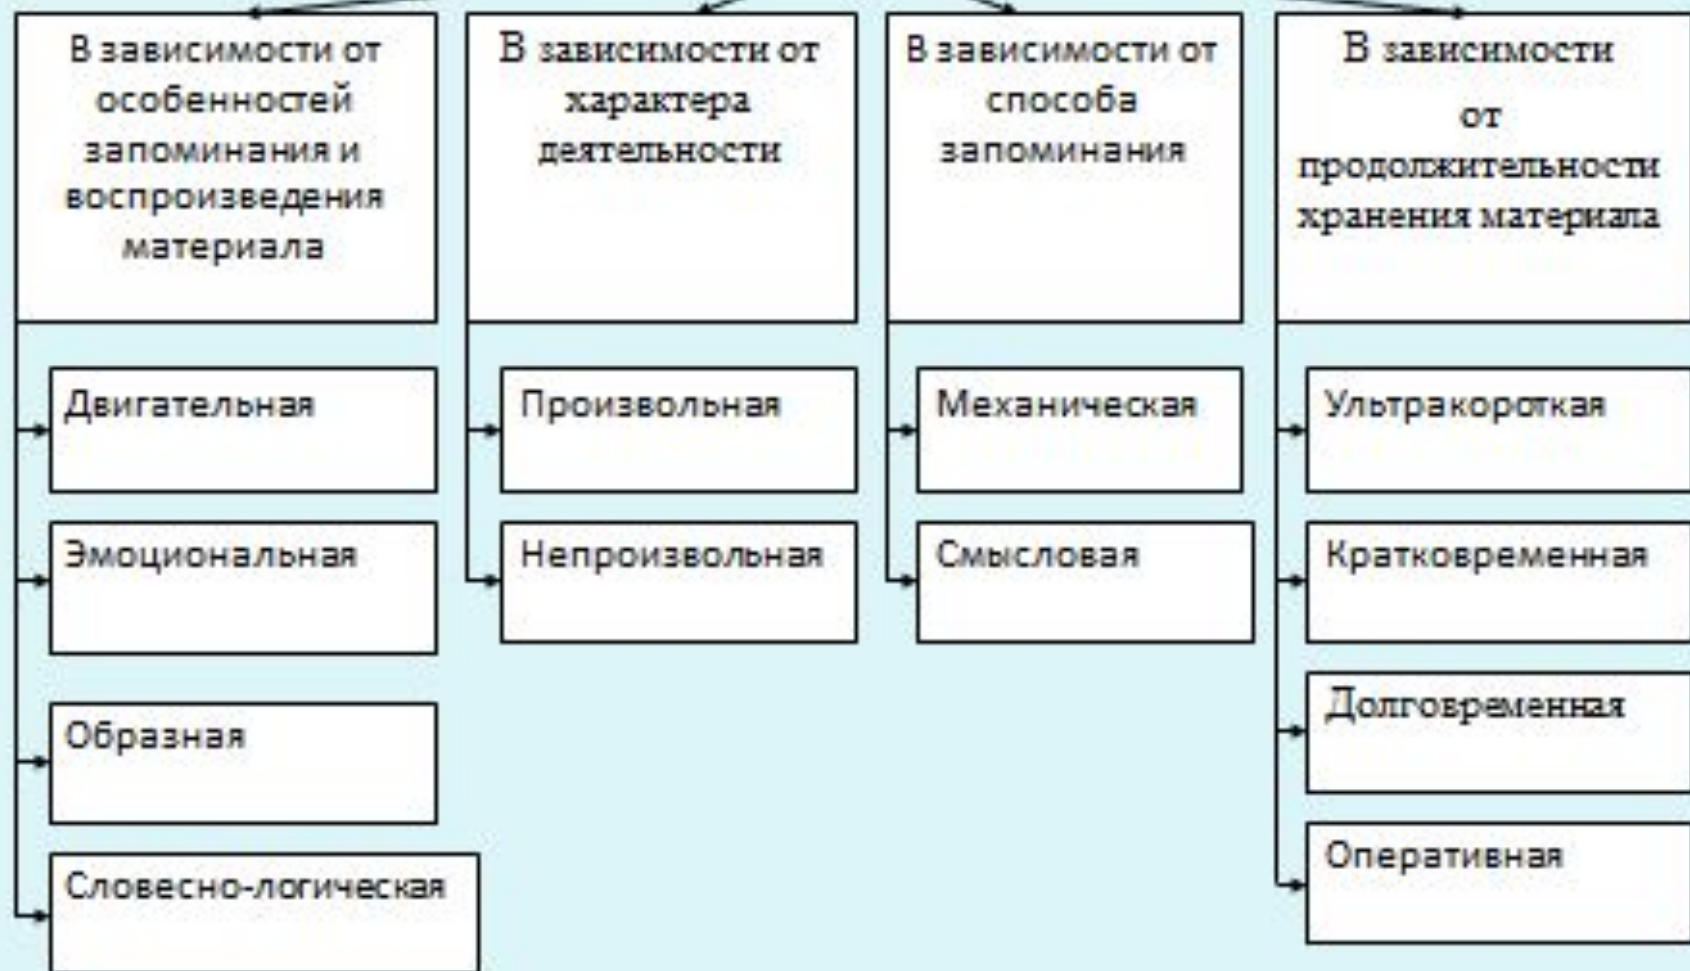 В зависимости от
особенностей
запоминания и
воспроизведения
материала
В зависимости от
характера
деятельности
В зависимости от
способа
запоминания
В зависимости
от
продолжительности
хранения материала
Двигательная
Эмоциональная
Образная
Словесно-логическая
Произвольная
Непроизвольная
Механическая
Смысловая
Ультракороткая
Кратковременная
Долговременная
Оперативная